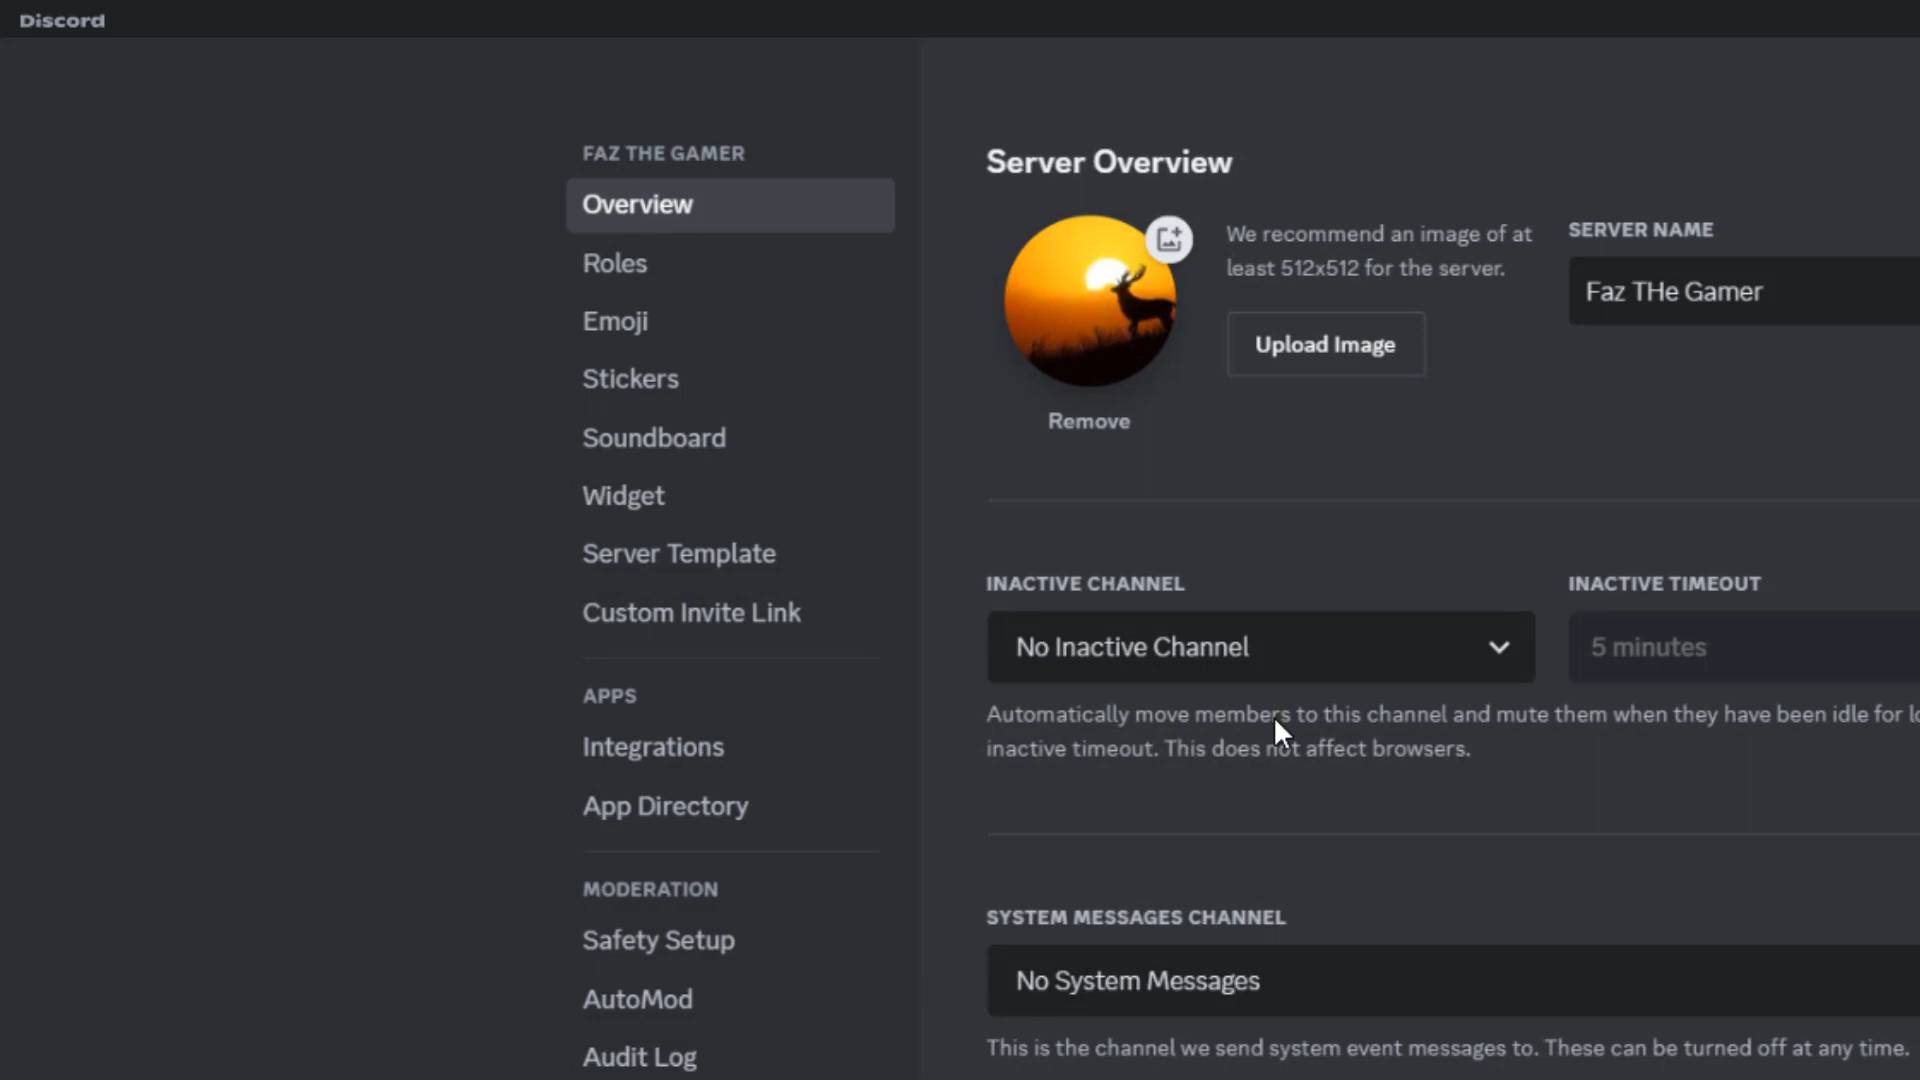 Discord
FAZ THE GAMER
Overview
Roles
Emoji
Stickers
Soundboard
Widget
Server Template
Custom Invite Link
APPS
Integrations
App Directory
MODERATION
Safety Setup
AutoMod
Audit Log
Server Overview
We recommend an image of at
least 512x512 for the server.
Upload Image
Remove
SERVER NAME
Faz THe Gamer
INACTIVE CHANNEL
No Inactive Channel
INACTIVE TIMEOUT
5 minutes
Automatically move members to this channel and mute them when they have been idle for
inactive timeout. This does not affect browsers.
SYSTEM MESSAGES CHANNEL
No System Messages
This is the channel we send system event messages to. These can be turned off at any time.